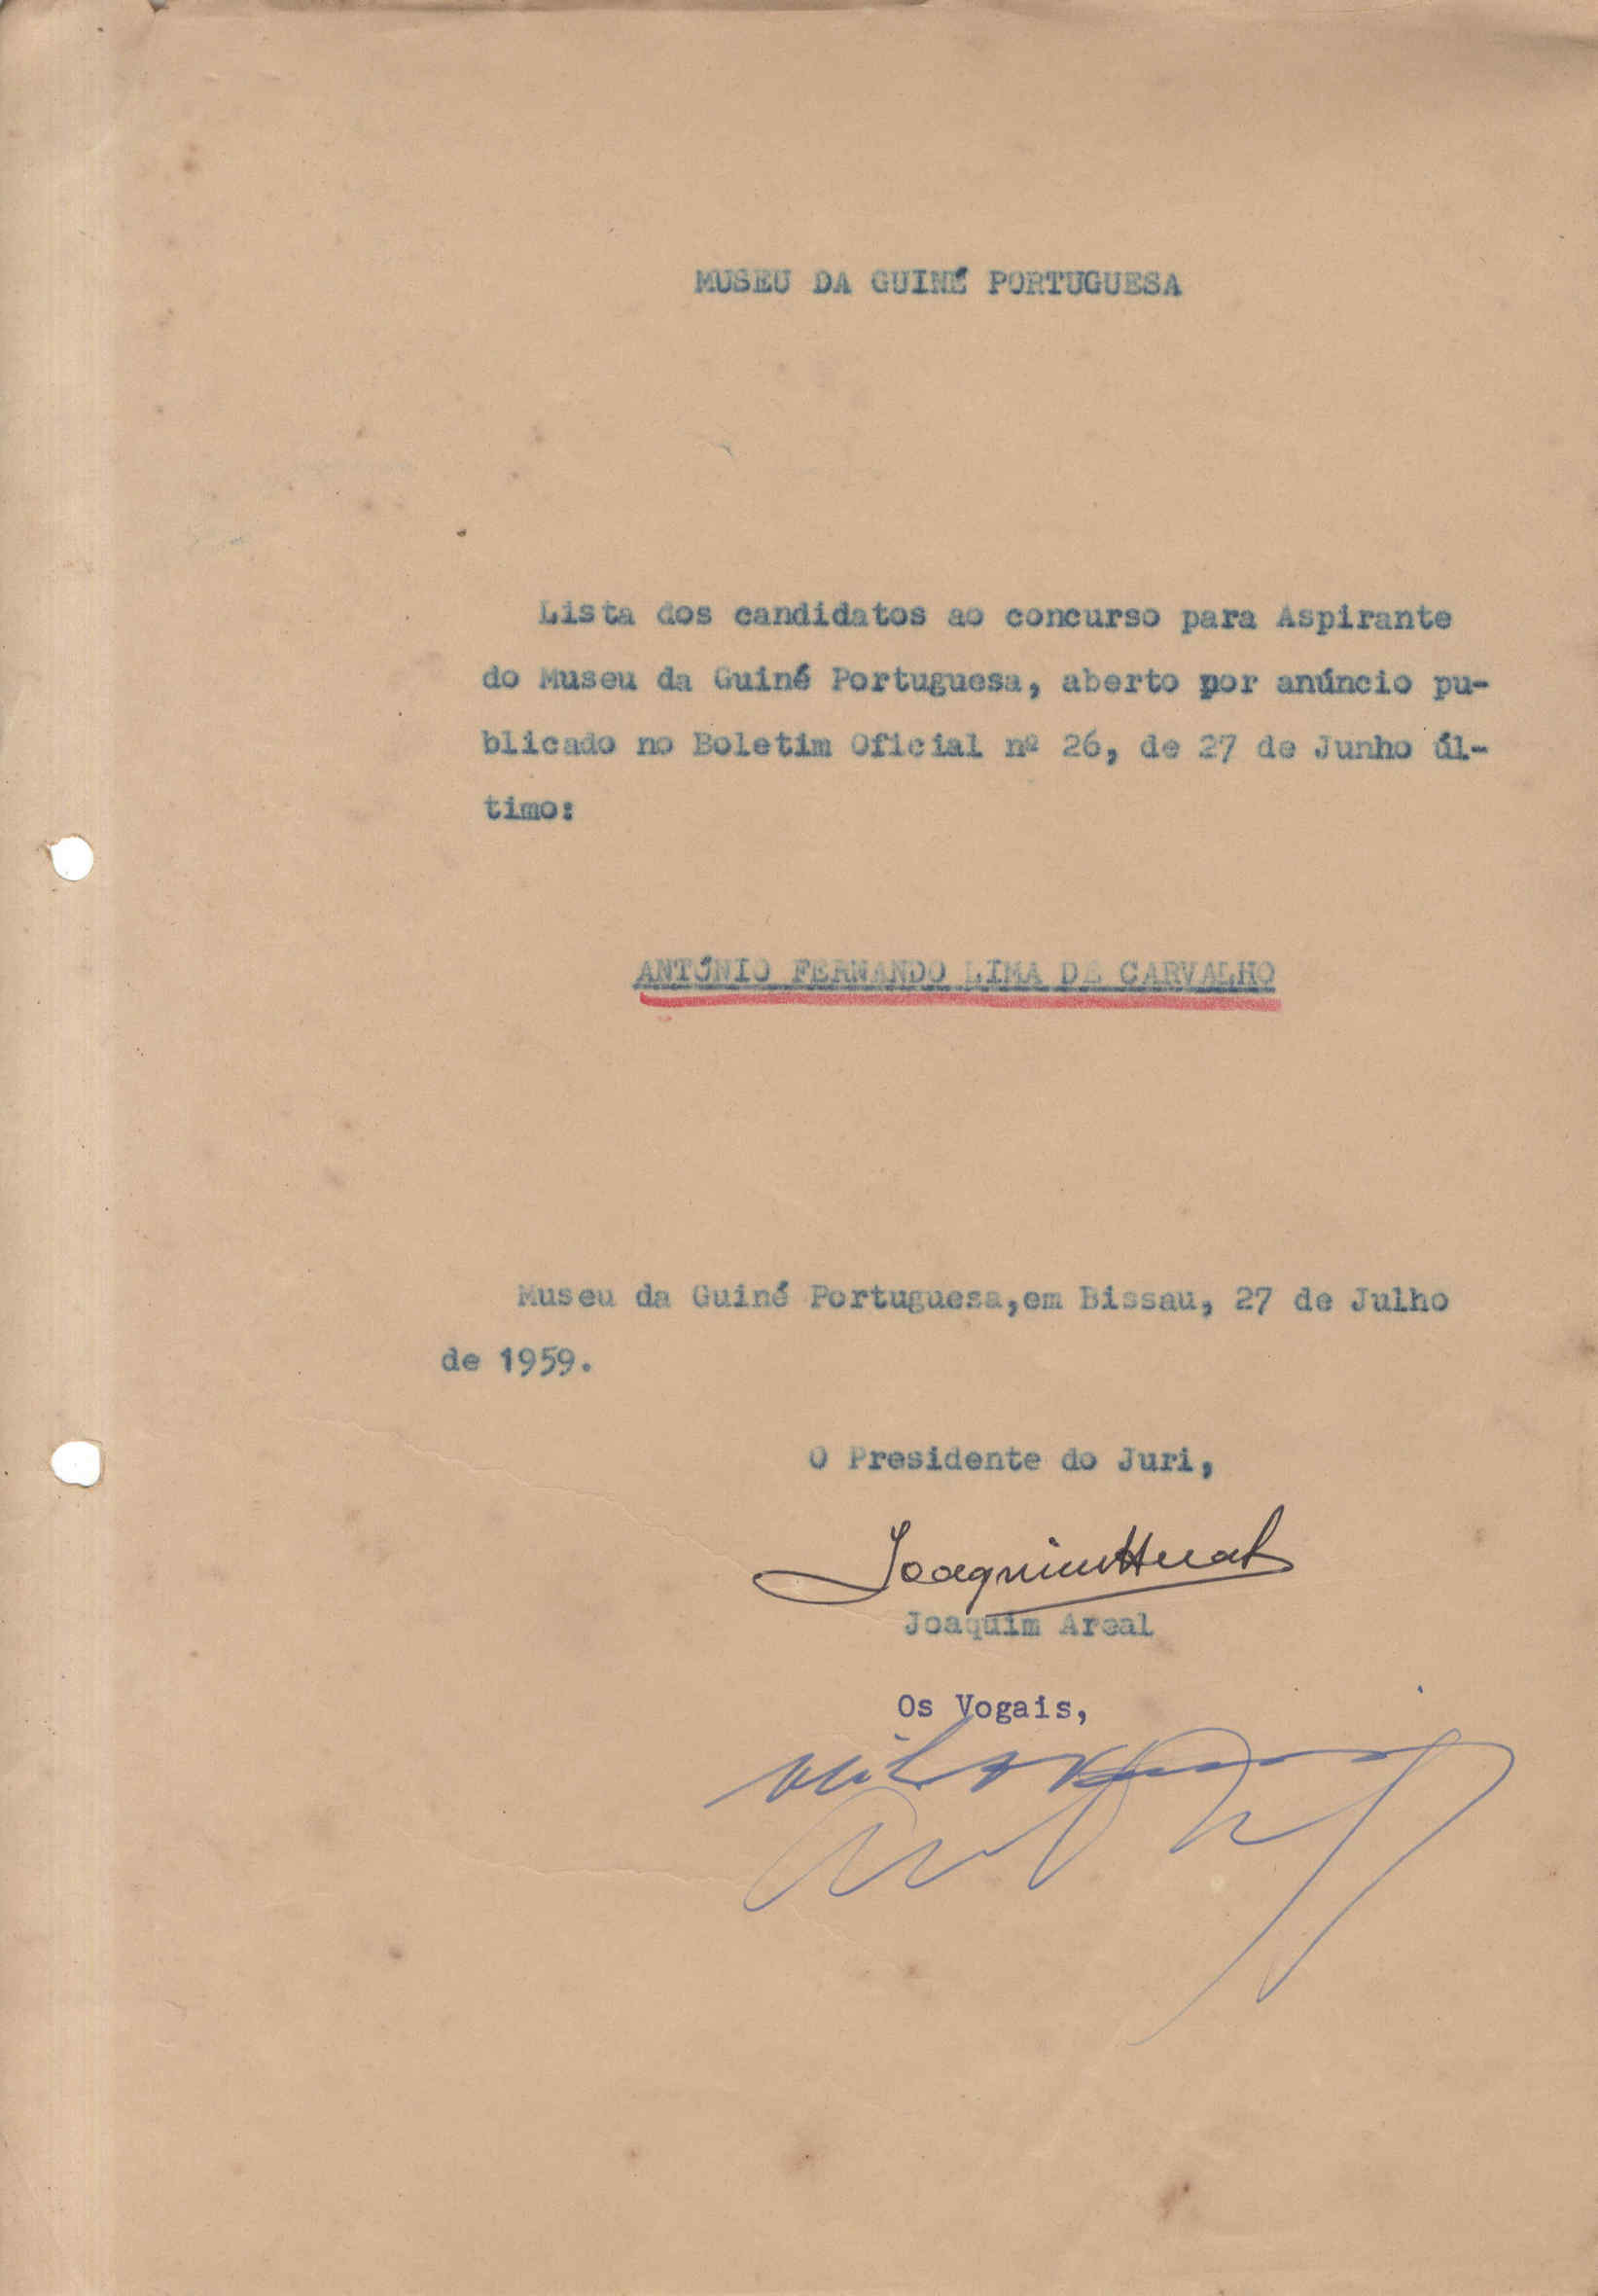 MUSEU DA GUINÉ PORTUGUESA
Lista dos candidatos ao concurso para Aspirante
do Museu da Guiné Portuguesa, aberto por anúncio pu-
blicado no Boletim Oficial nº 26, de 27 de Junho úl-
timo:
ANTÓNIO FERNANDO LIMA DE CARVALHO
Museu da Guiné Portuguesa,em Bissau, 27 de Julho
de 1959.
O Presidente do Juri,
Joaquim Areal
Joaquim Areal
Os Vogais,